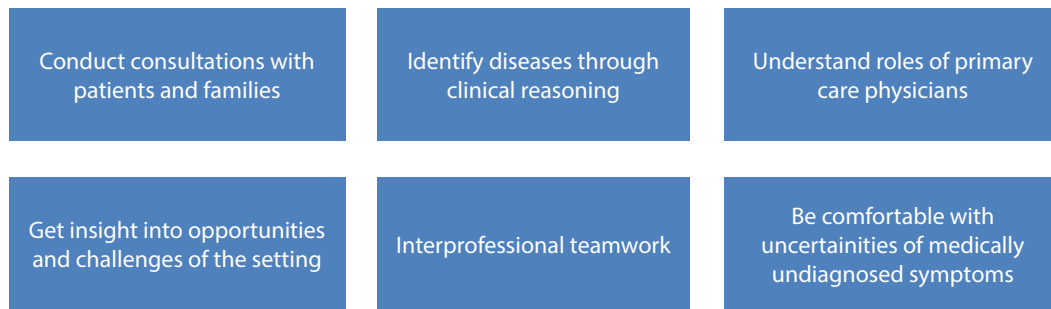 Conduct consultations with
patients and families
Identify diseases through
clinical reasoning
Understand roles of primary
care physicians
Get insight into opportunities
and challenges of the setting
Interprofessional teamwork
Be comfortable with
uncertainities of medically
undiagnosed symptoms